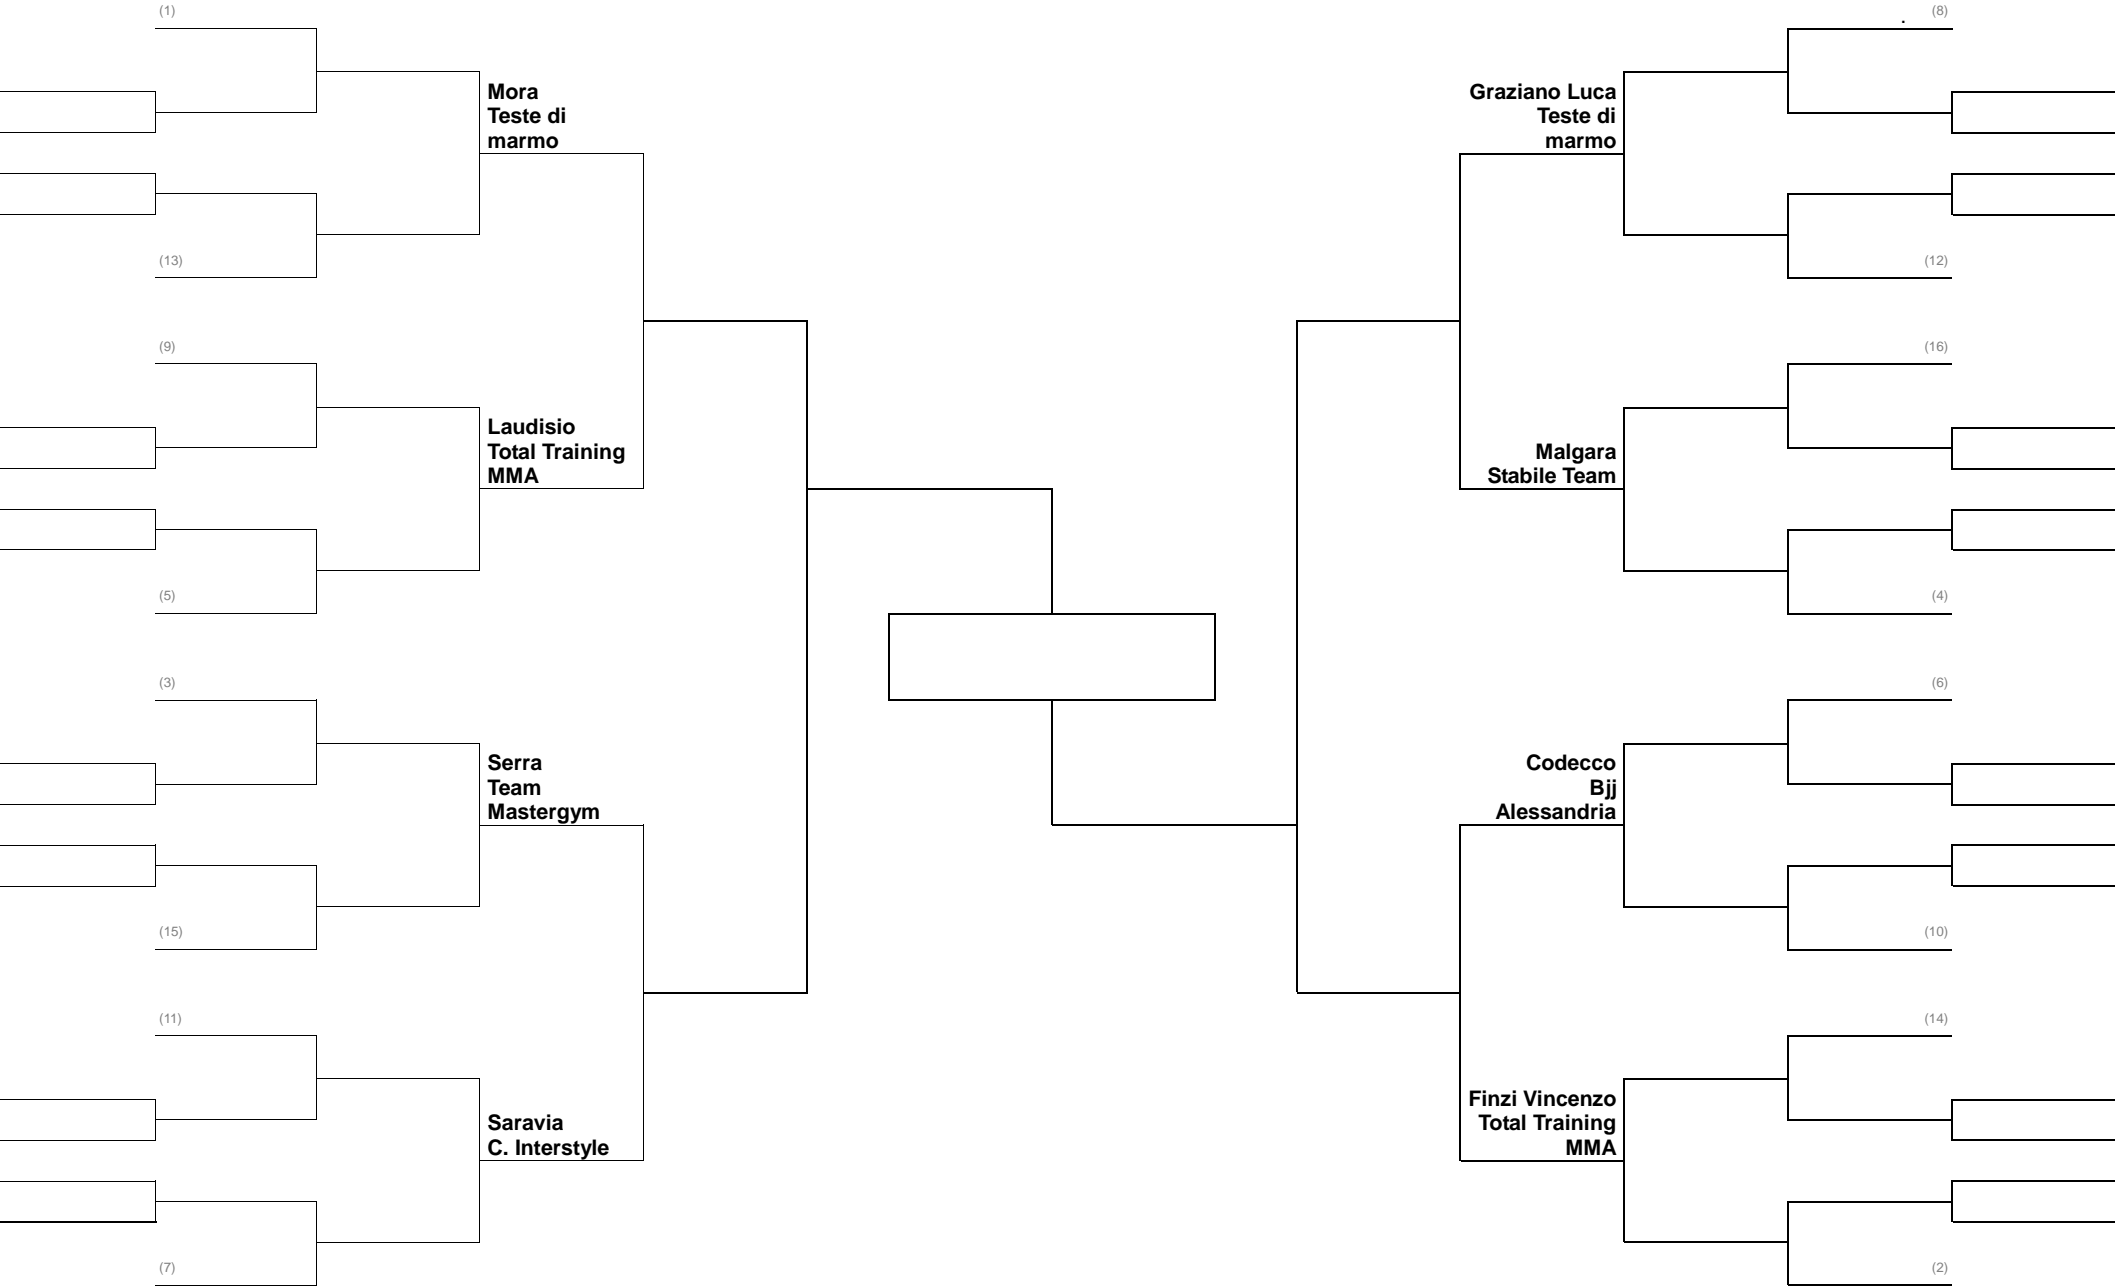 (1)
Mora
Teste di
marmo
(13)
(9)
Laudisio
Total Training
MMA
(5)
(3)
Serra
Team
Mastergym
(15)
(11)
Saravia
C. Interstyle
(7)
. (8)
Graziano Luca
Teste di
marmo
(12)
(16)
Malgara
Stabile Team
(4)
(6)
Codecco
Bjj
Alessandria
(10)
(14)
Finzi Vincenzo
Total Training
MMA
(2)